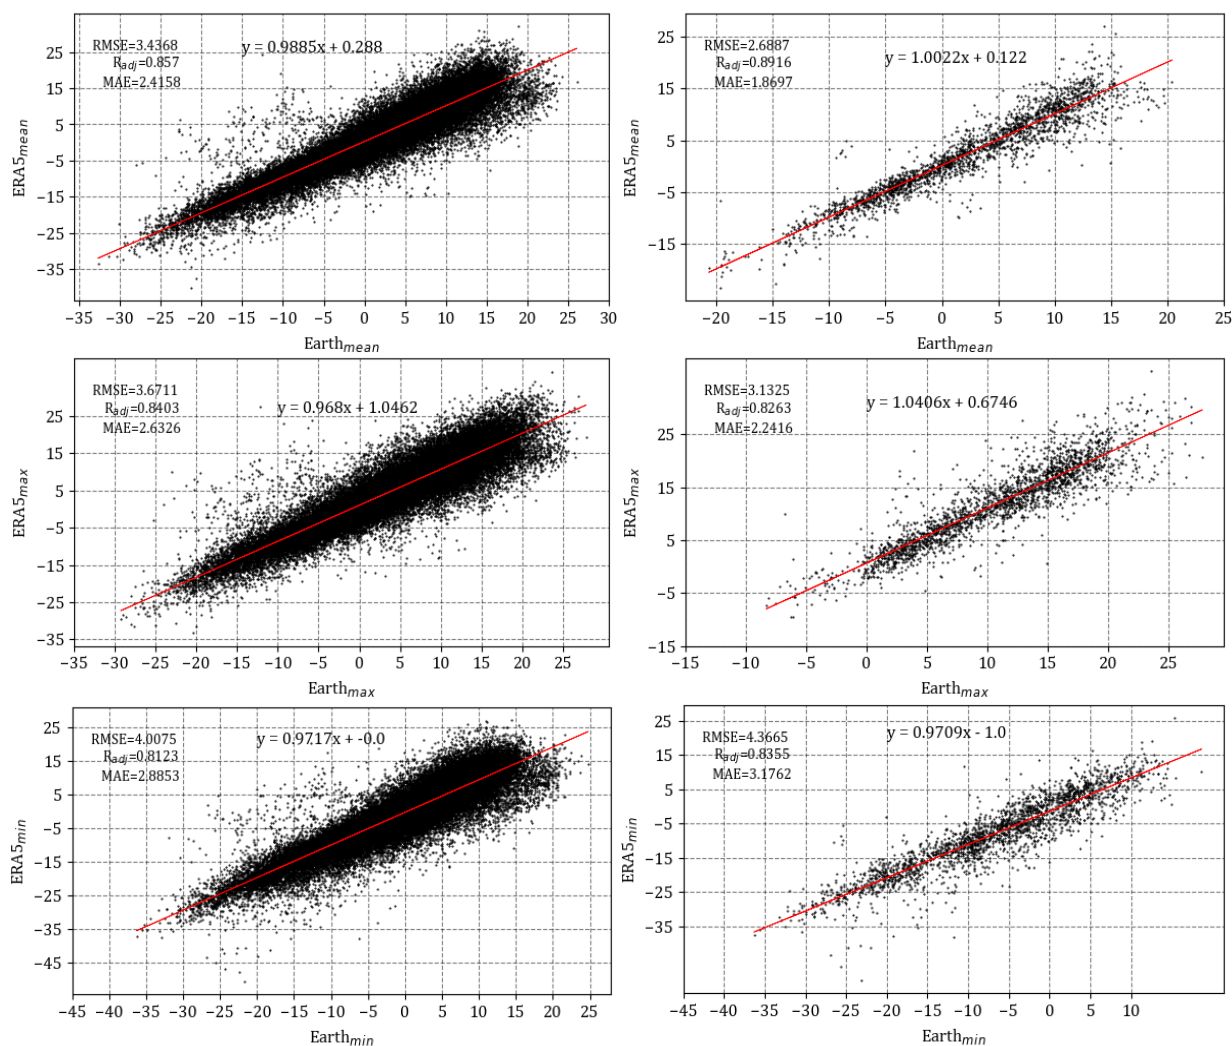 RMSE=3.4368
R_adj=0.857
MAE=2.4158
y = 0.9885x + 0.288
25
15
5
−5
−15
−25
−35
ERA5_mean
−35 −30 −25 −20 −15 −10 −5 0 5 10 15 20 25 30
Earth_mean
RMSE=2.6887
R_adj=0.8916
MAE=1.8697
y = 1.0022x + 0.122
25
15
5
−5
−15
ERA5_mean
−20 −15 −10 −5 0 5 10 15 20 25
Earth_mean
RMSE=3.6711
R_adj=0.8403
MAE=2.6326
y = 0.968x + 1.0462
25
15
5
−5
−15
−25
−35
ERA5_max
−35 −30 −25 −20 −15 −10 −5 0 5 10 15 20 25
Earth_max
RMSE=3.1325
R_adj=0.8263
MAE=2.2416
y = 1.0406x + 0.6746
25
15
5
−5
−15
ERA5_max
−15 −10 −5 0 5 10 15 20 25
Earth_max
RMSE=4.0075
R_adj=0.8123
MAE=2.8853
y = 0.9717x + -0.0
25
15
5
−5
−15
−25
−35
−45
ERA5_min
−45 −40 −35 −30 −25 −20 −15 −10 −5 0 5 10 15 20 25
Earth_min
RMSE=4.3665
R_adj=0.8355
MAE=3.1762
y = 0.9709x - 1.0
25
15
5
−5
−15
−25
−35
ERA5_min
−45 −40 −35 −30 −25 −20 −15 −10 −5 0 5 10
Earth_min